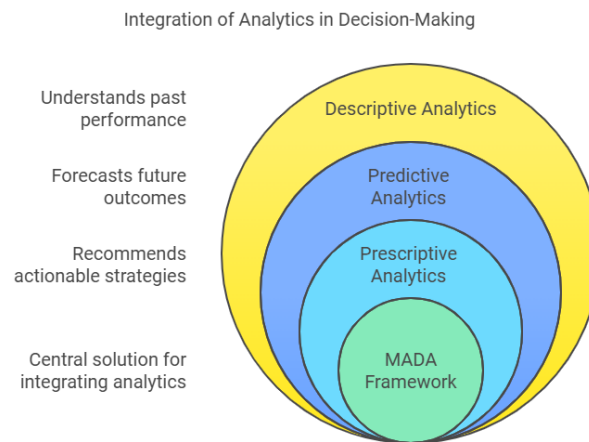 Integration of Analytics in Decision-Making
Understands past
performance
Descriptive Analytics
Forecasts future
outcomes
Predictive
Analytics
Recommends
actionable strategies
Prescriptive
Analytics
Central solution for
integrating analytics
MADA
Framework